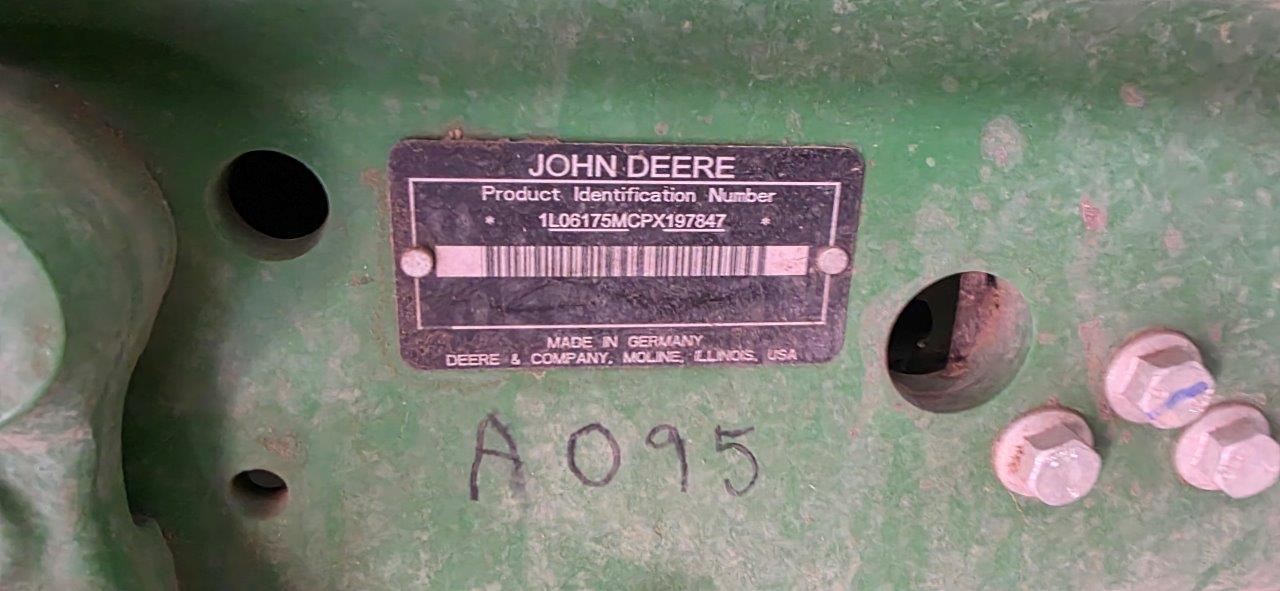 JOHN DEERE
Product Identification Number
* 1L06175MCPX197847 *
MADE IN GERMANY
DEERE & COMPANY, MOLINE, ILLINOIS, USA
A095